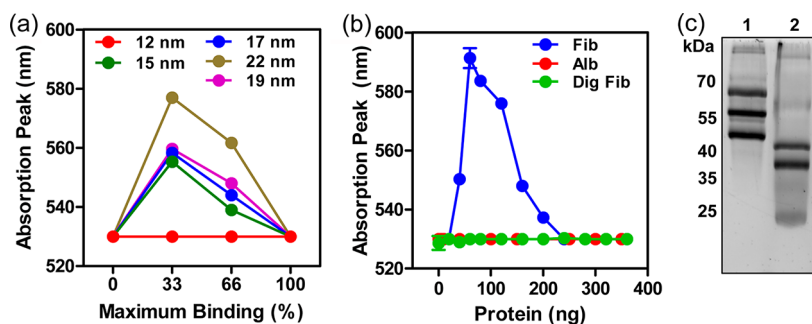 (a)
12 nm 17 nm
15 nm 22 nm
19 nm
Absorption Peak (nm)
600
580
560
540
520
0 33 66 100
Maximum Binding (%)
(b)
Fib
Alb
Dig Fib
Absorption Peak (nm)
600
580
560
540
520
0 100 200 300 400
Protein (ng)
(c)
1 2
kDa
70
55
40
35
25